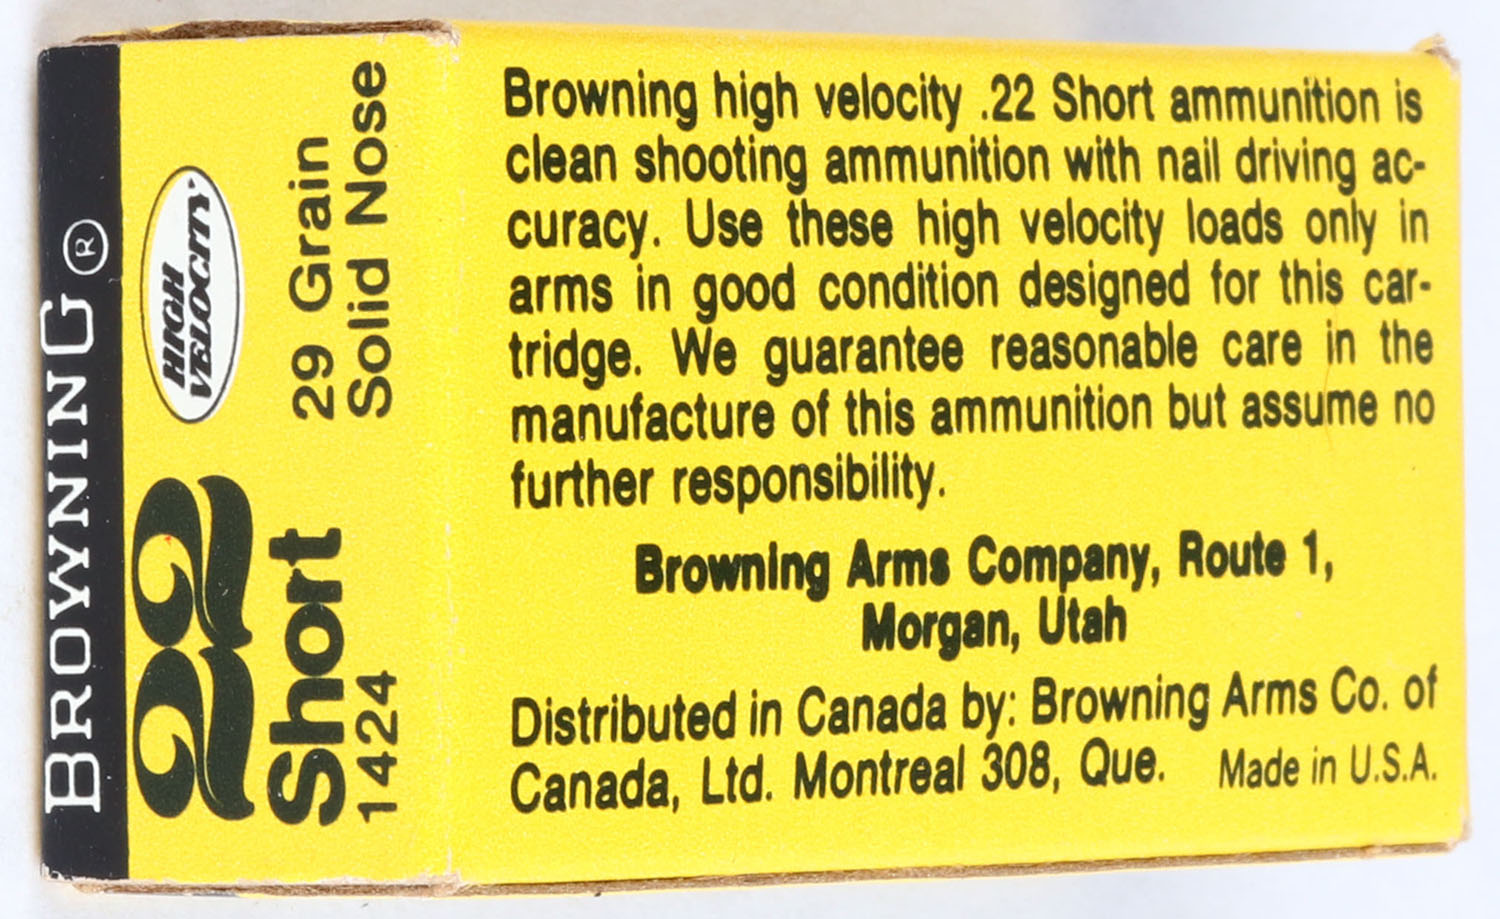 BROWNING®
22
Short
1424
HIGH
VELOCITY
29 Grain
Solid Nose
Browning high velocity .22 Short ammunition is
clean shooting ammunition with nail driving ac-
curacy. Use these high velocity loads only in
arms in good condition designed for this car-
tridge. We guarantee reasonable care in the
manufacture of this ammunition but assume no
further responsibility.
Browning Arms Company, Route 1,
Morgan, Utah
Distributed in Canada by: Browning Arms Co. of
Canada, Ltd. Montreal 308, Que. Made in U.S.A.